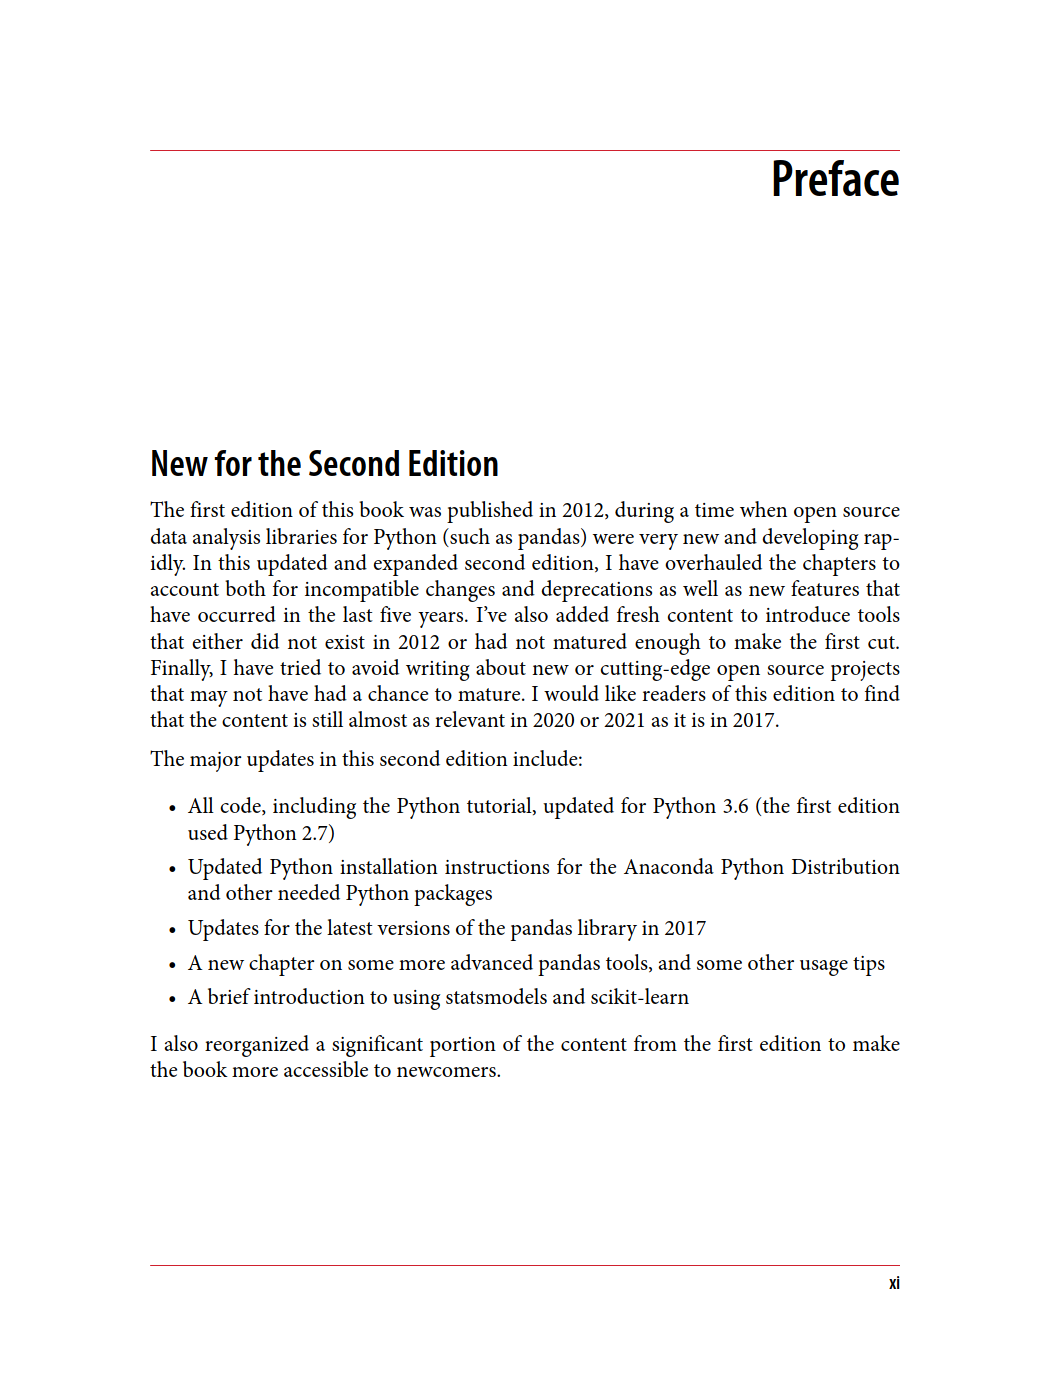 Preface
New for the Second Edition
The first edition of this book was published in 2012, during a time when open source
data analysis libraries for Python (such as pandas) were very new and developing rap-
idly. In this updated and expanded second edition, I have overhauled the chapters to
account both for incompatible changes and deprecations as well as new features that
have occurred in the last five years. I’ve also added fresh content to introduce tools
that either did not exist in 2012 or had not matured enough to make the first cut.
Finally, I have tried to avoid writing about new or cutting-edge open source projects
that may not have had a chance to mature. I would like readers of this edition to find
that the content is still almost as relevant in 2020 or 2021 as it is in 2017.
The major updates in this second edition include:
• All code, including the Python tutorial, updated for Python 3.6 (the first edition
used Python 2.7)
• Updated Python installation instructions for the Anaconda Python Distribution
and other needed Python packages
• Updates for the latest versions of the pandas library in 2017
• A new chapter on some more advanced pandas tools, and some other usage tips
• A brief introduction to using statsmodels and scikit-learn
I also reorganized a significant portion of the content from the first edition to make
the book more accessible to newcomers.
xi